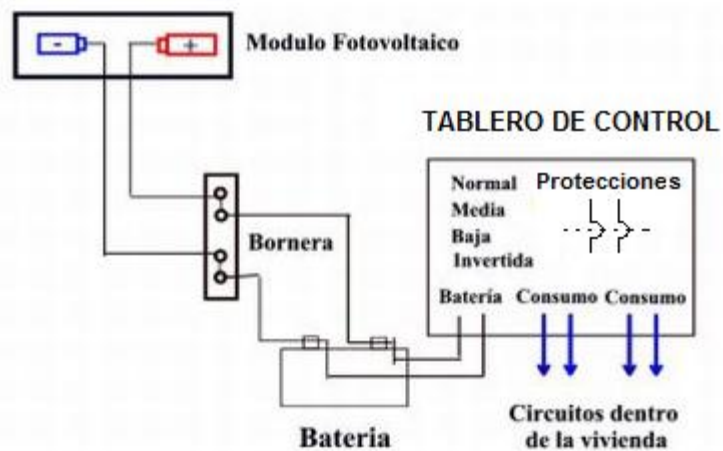 -
+
Modulo Fotovoltaico
TABLERO DE CONTROL
Normal Protecciones
Media
Baja
Invertida
Bornera
Batería Consumo Consumo
Bateria
Circuitos dentro
de la vivienda